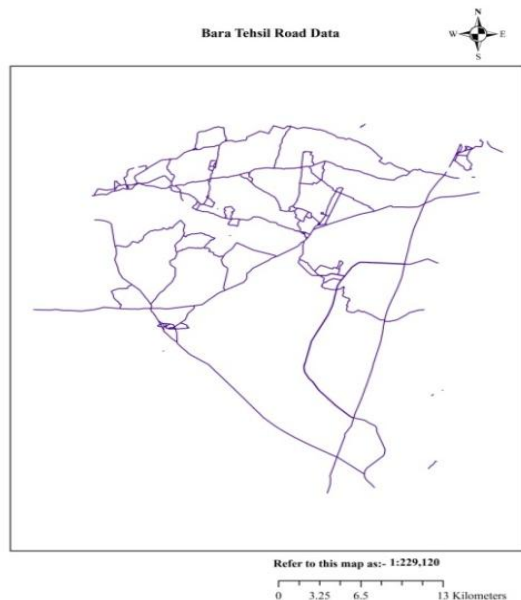 N
Bara Tehsil Road Data
W E
S
Refer to this map as:- 1:229,120
0 3.25 6.5 13 Kilometers